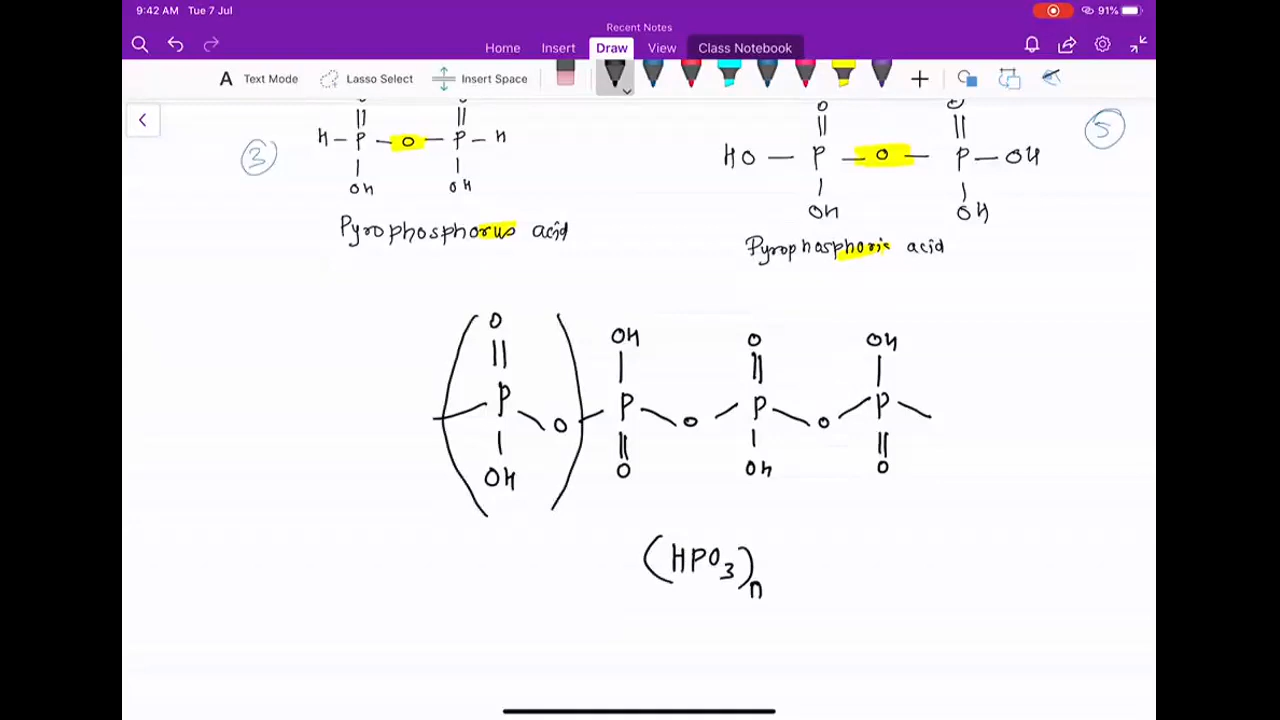 9:42 AM Tue 7 Jul
91%
Recent Notes
Home Insert Draw View Class Notebook
A Text Mode Lasso Select Insert Space
O O
H – P – O – P – H
OH OH
3
Pyrophosphorus acid
O O
HO – P – O – P – OH
OH OH
5
Pyrophosphoric acid
O OH O OH
P O P O P O P
OH O OH O
(HPO3)n